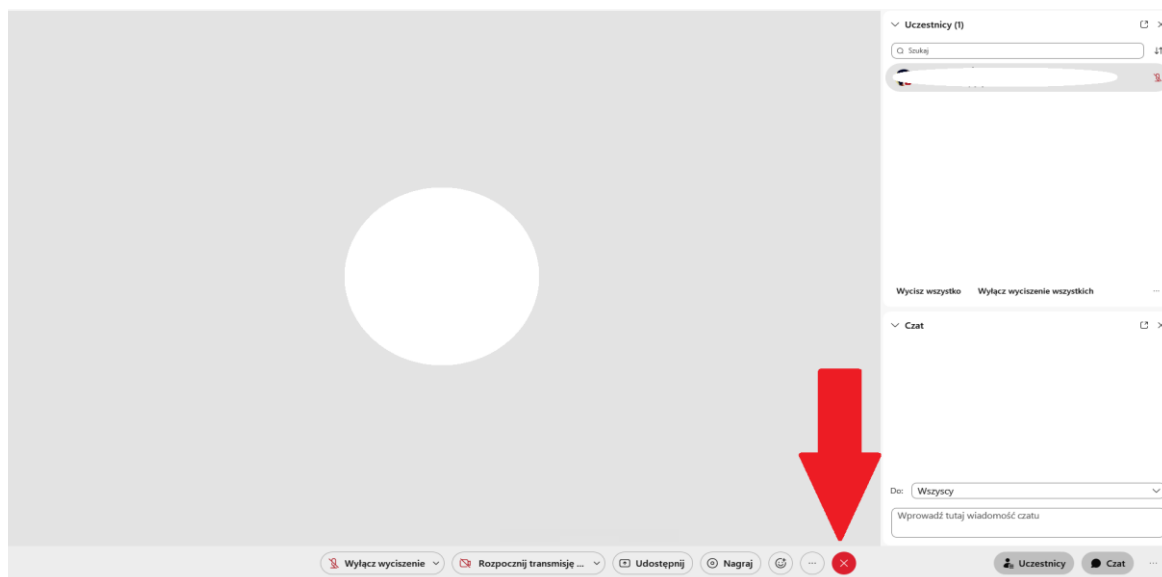 Uczestnicy (1)
Szukaj
Wycisz wszystko Wyłącz wyciszenie wszystkich
Czat
Do: Wszyscy
Wprowadź tutaj wiadomość czatu
Wyłącz wyciszenie Rozpocznij transmisję ... Udostępnij Nagraj Uczestnicy Czat